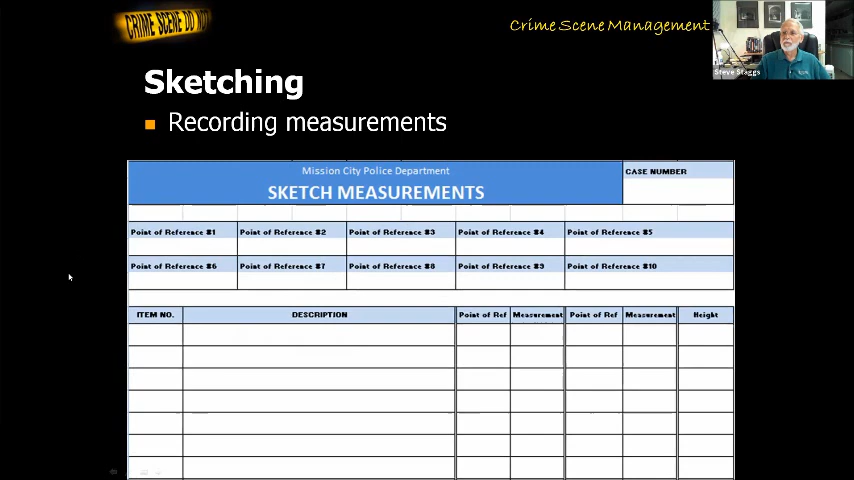 CRIME SCENE DO NOT
Crime Scene Management
Steve Staggs
Sketching
Recording measurements
Mission City Police Department
SKETCH MEASUREMENTS
CASE NUMBER
Point of Reference #1 Point of Reference #2 Point of Reference #3 Point of Reference #4 Point of Reference #5
Point of Reference #6 Point of Reference #7 Point of Reference #8 Point of Reference #9 Point of Reference #10
ITEM NO. DESCRIPTION Point of Ref Measurement Point of Ref Measurement Height